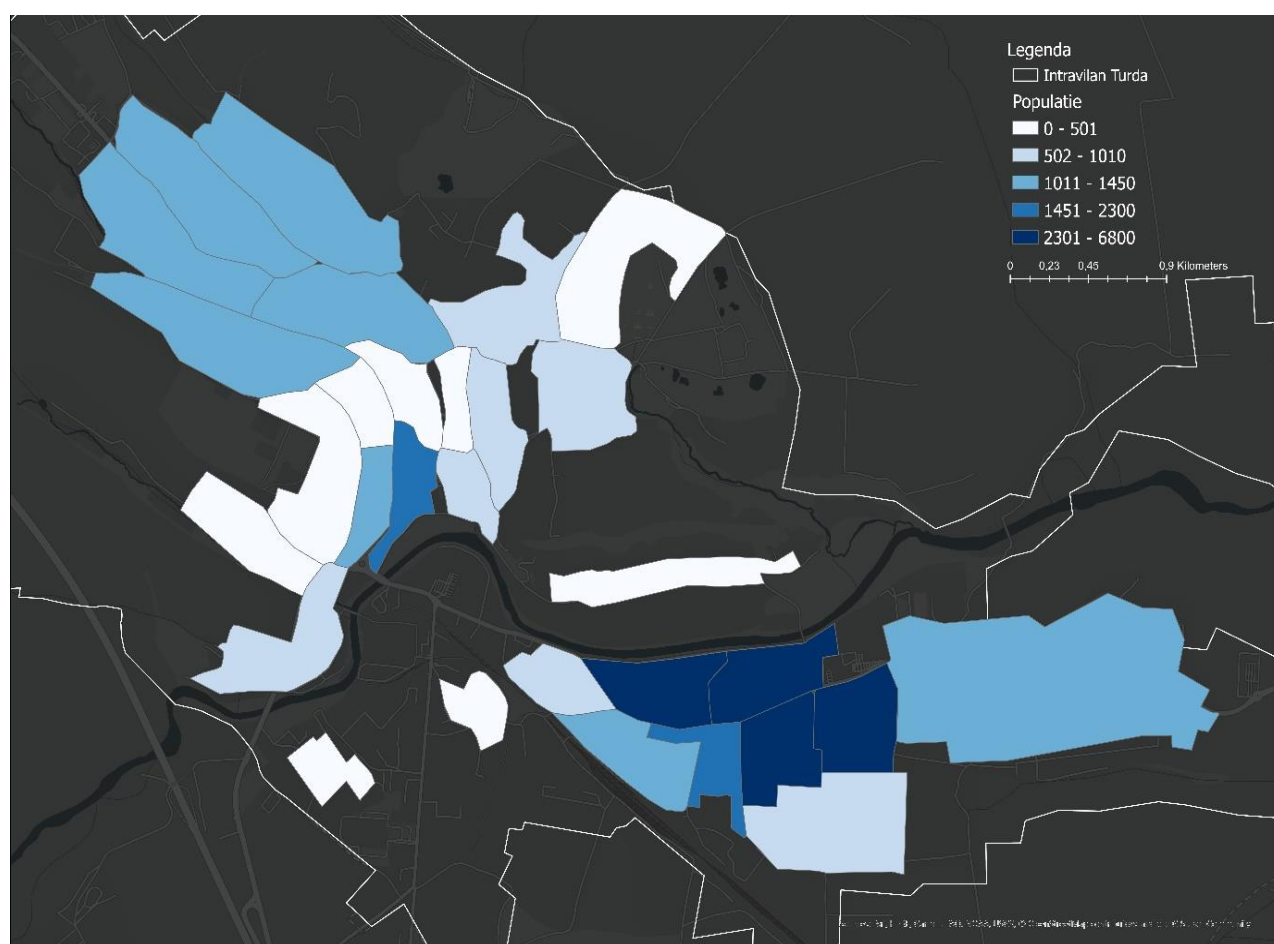 Legenda
Intravilan Turda
Populatie
0 - 501
502 - 1010
1011 - 1450
1451 - 2300
2301 - 6800
0 0,23 0,45 0,9 Kilometers